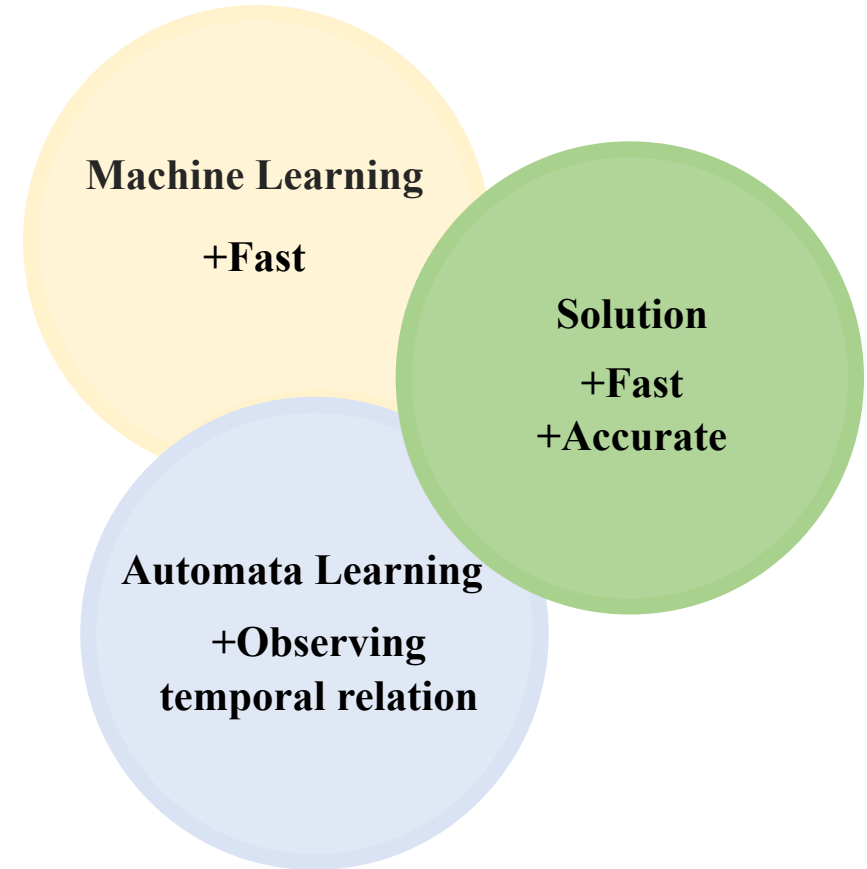 Machine Learning
+Fast
Solution
+Fast
+Accurate
Automata Learning
+Observing
temporal relation